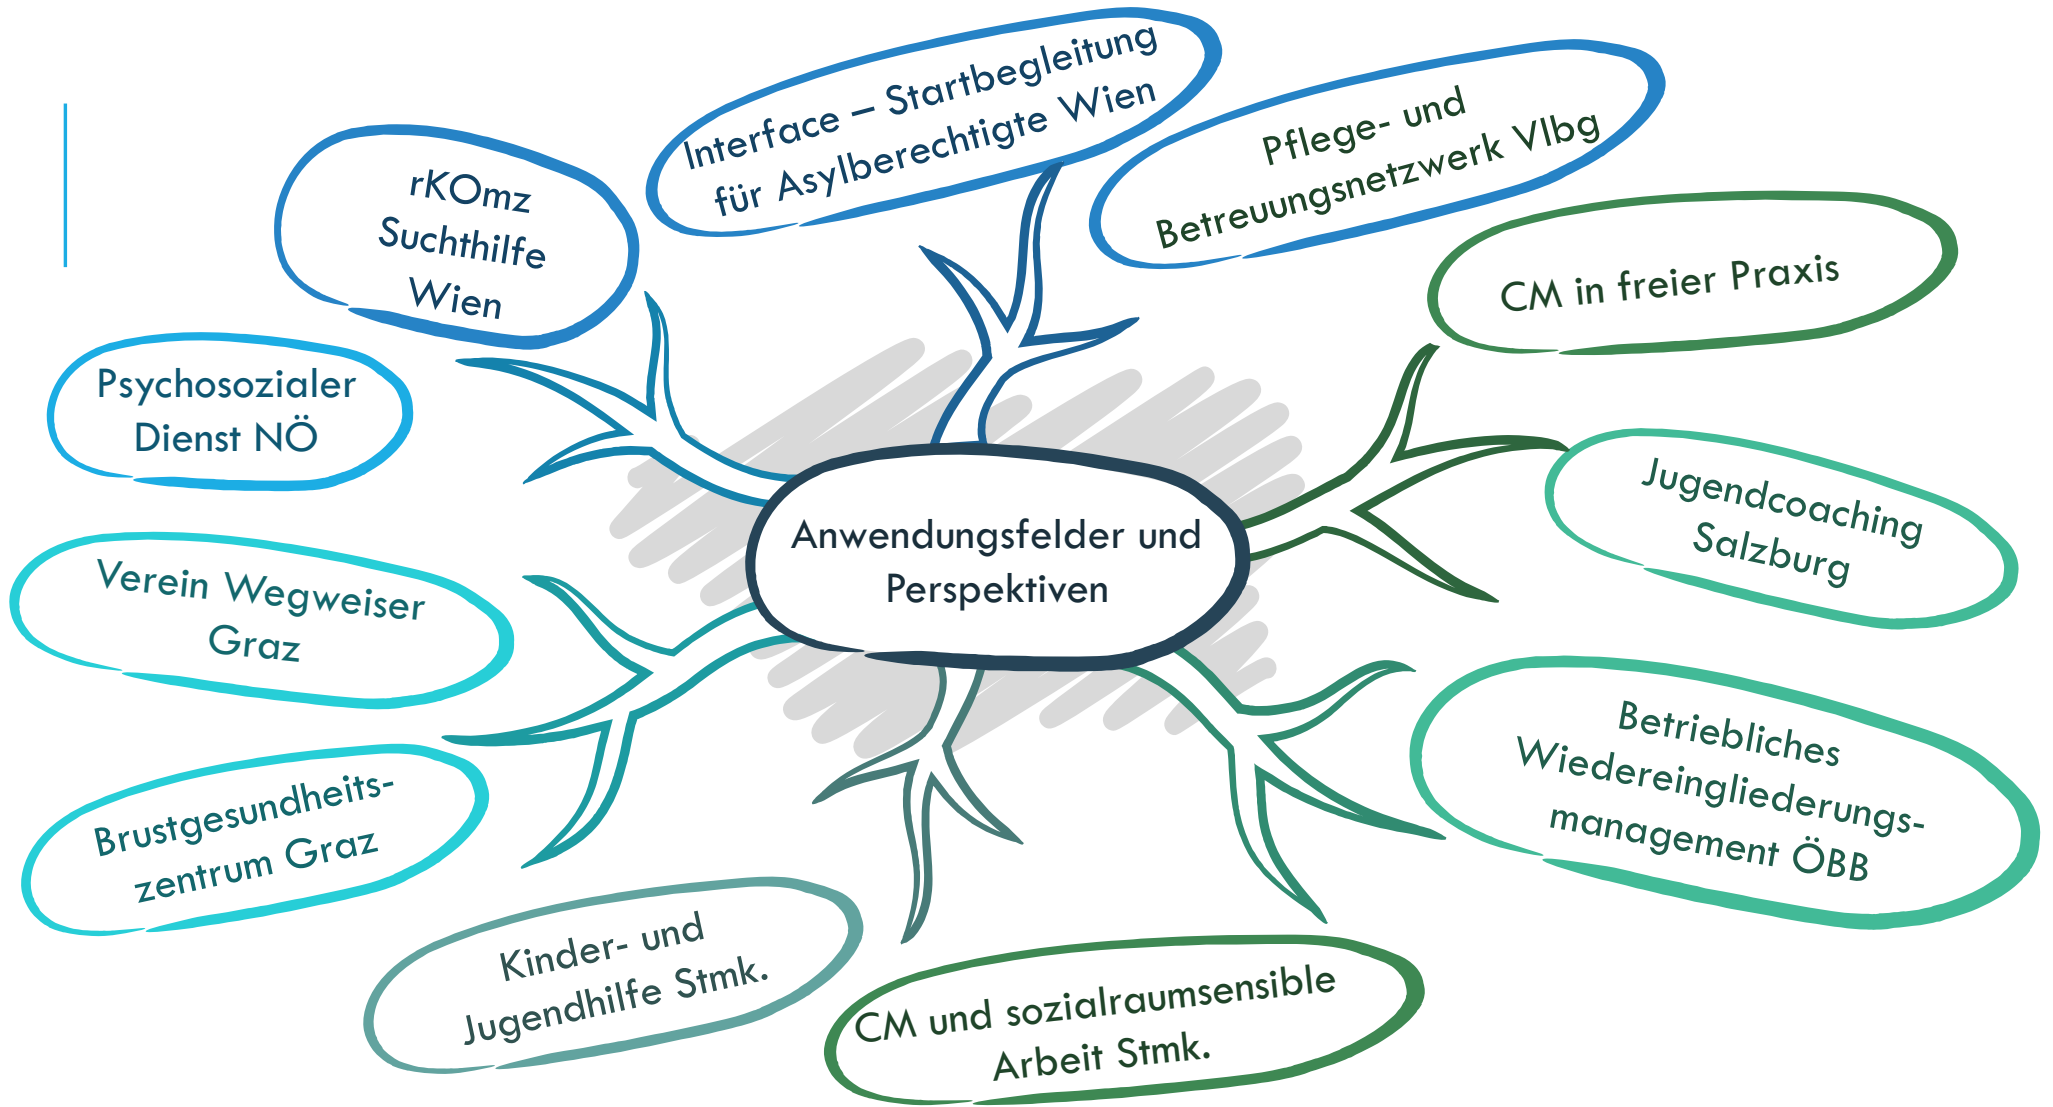 Interface – Startbegleitung
für Asylberechtigte Wien
Pflege- und
Betreuungsnetzwerk Vlbg
rKOmz
Suchthilfe
Wien
CM in freier Praxis
Psychosozialer
Dienst NÖ
Jugendcoaching
Salzburg
Anwendungsfelder und
Perspektiven
Verein Wegweiser
Graz
Betriebliches
Wiedereingliederungs-
management ÖBB
Brustgesundheits-
zentrum Graz
Kinder- und
Jugendhilfe Stmk.
CM und sozialraumsensible
Arbeit Stmk.